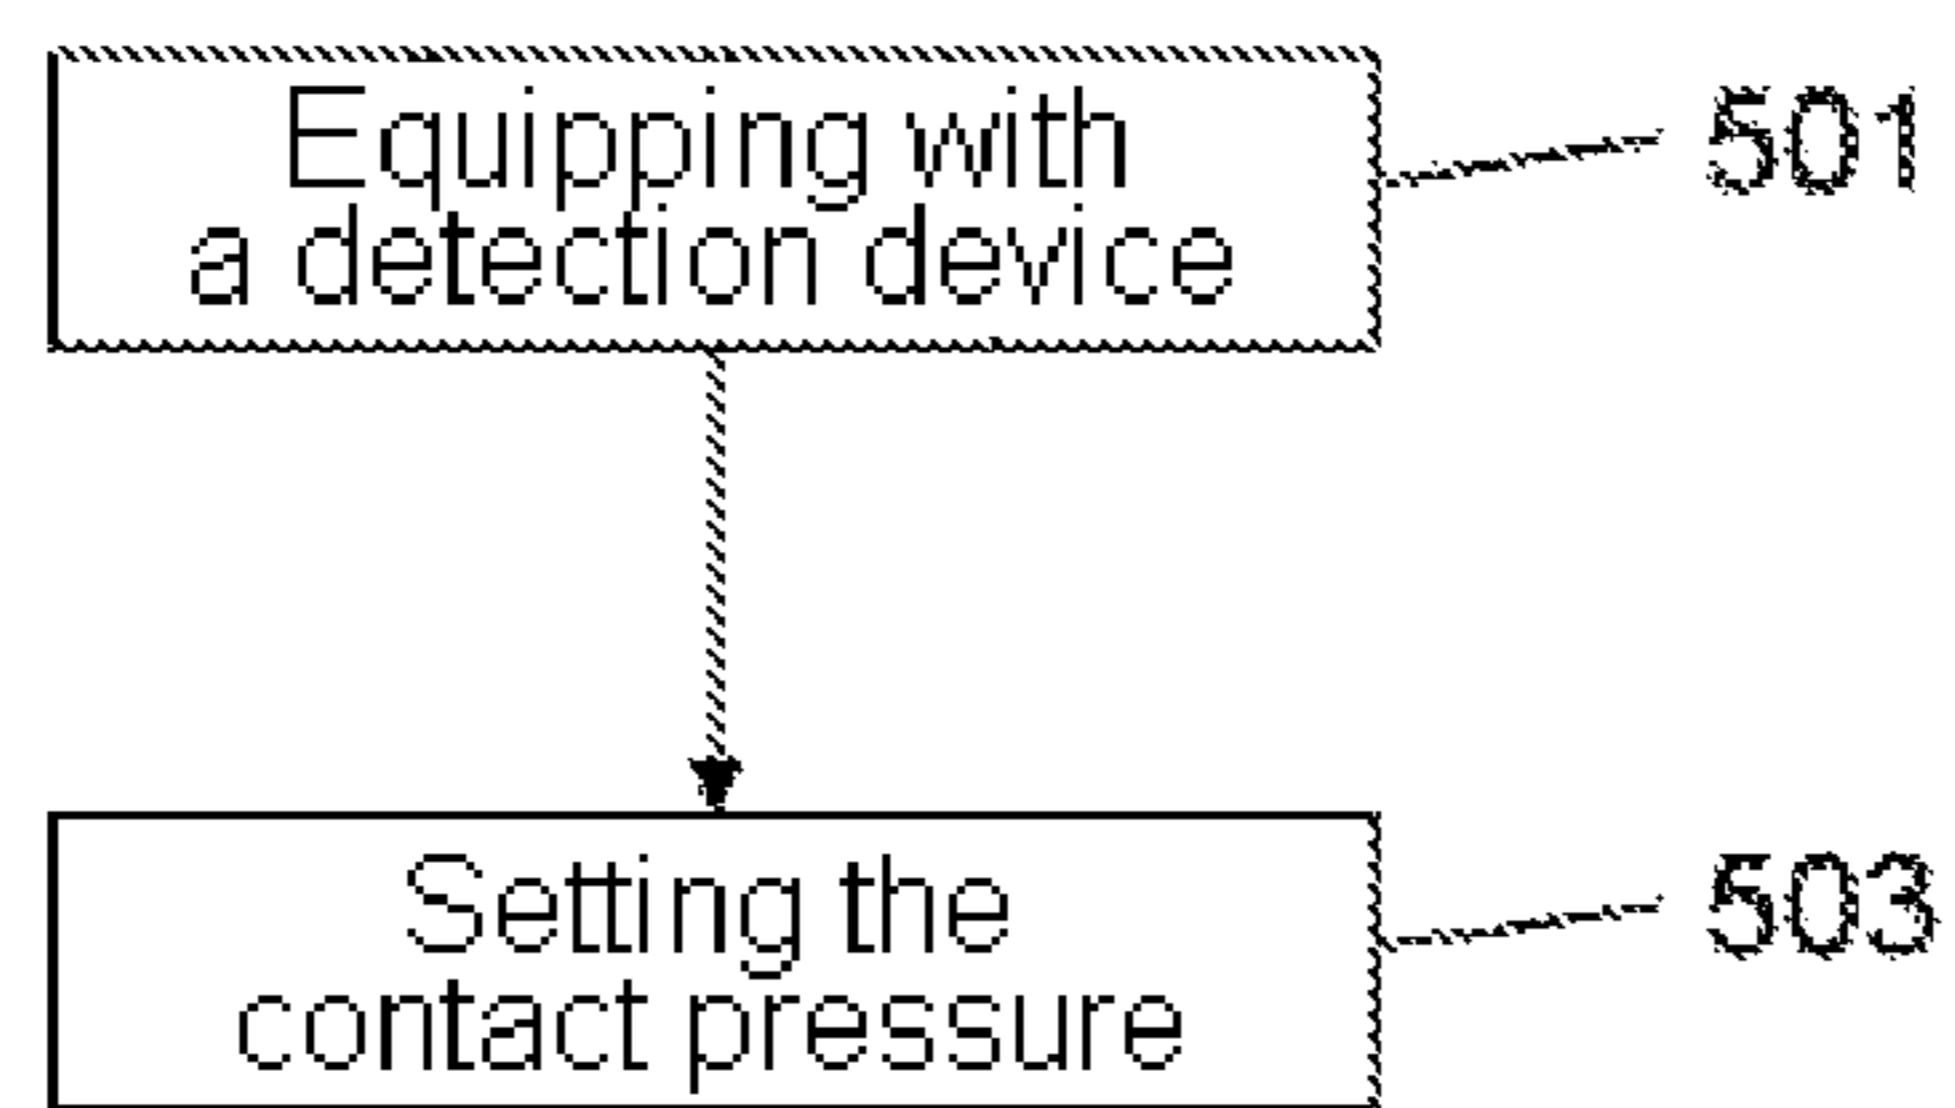 Equipping with
a detection device
501
Setting the
contact pressure
503